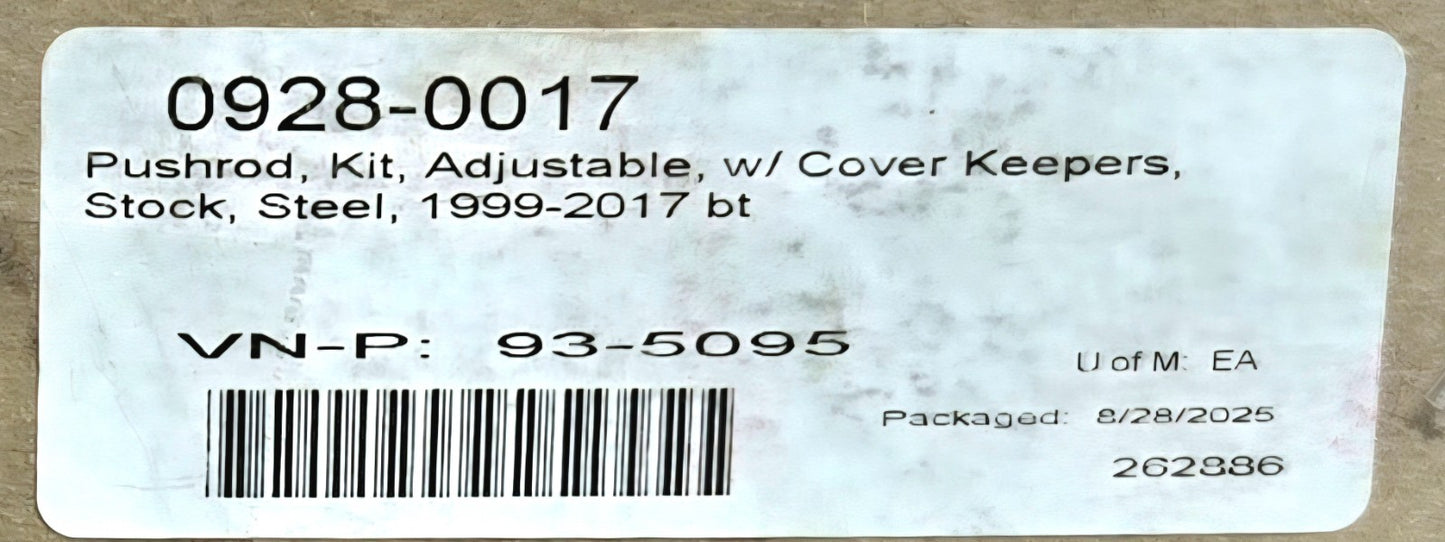 0928-0017
Pushrod, Kit, Adjustable, w/ Cover Keepers,
Stock, Steel, 1999-2017 bt
VN-P: 93-5095
U of M: EA
Packaged: 8/28/2025
262886